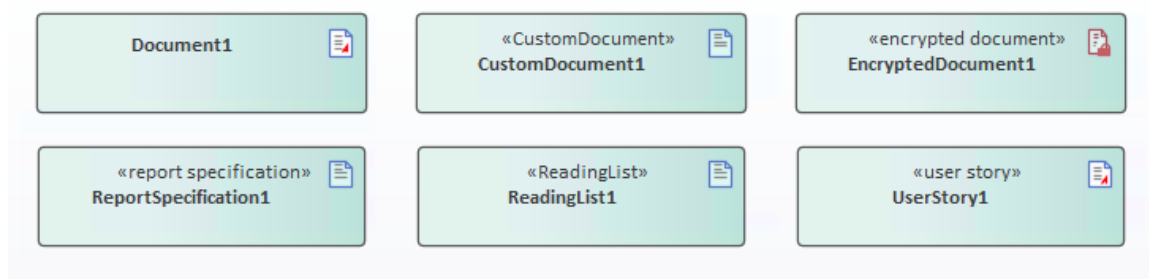 Document1
«CustomDocument»
CustomDocument1
«encrypted document»
EncryptedDocument1
«report specification»
ReportSpecification1
«ReadingList»
ReadingList1
«user story»
UserStory1